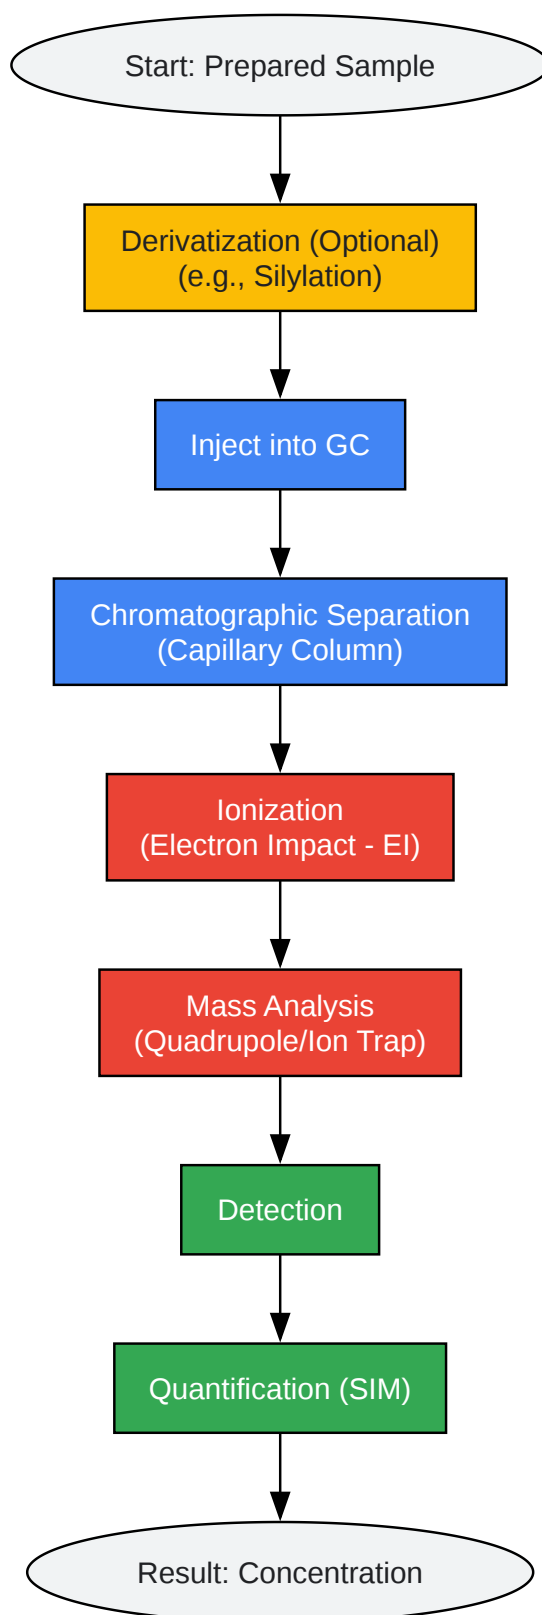 Start: Prepared Sample
Derivatization (Optional)
(e.g., Silylation)
Inject into GC
Chromatographic Separation
(Capillary Column)
Ionization
(Electron Impact - EI)
Mass Analysis
(Quadrupole/Ion Trap)
Detection
Quantification (SIM)
Result: Concentration